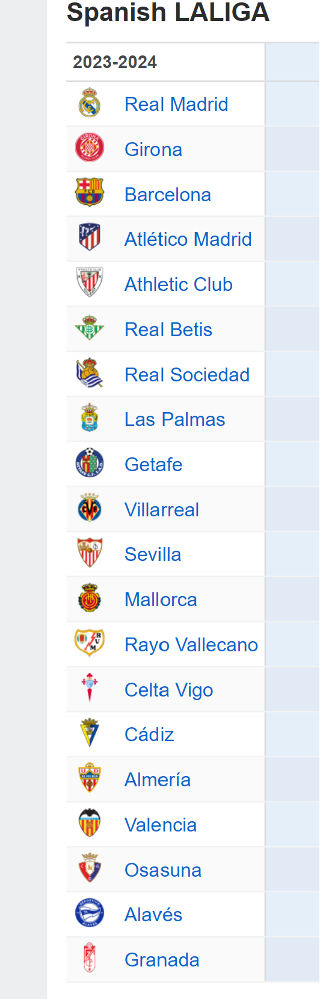 Spanish LALIGA
2023-2024
Real Madrid
Girona
Barcelona
Atlético Madrid
Athletic Club
Real Betis
Real Sociedad
Las Palmas
Getafe
Villarreal
Sevilla
Mallorca
Rayo Vallecano
Celta Vigo
Cádiz
Almería
Valencia
Osasuna
Alavés
Granada